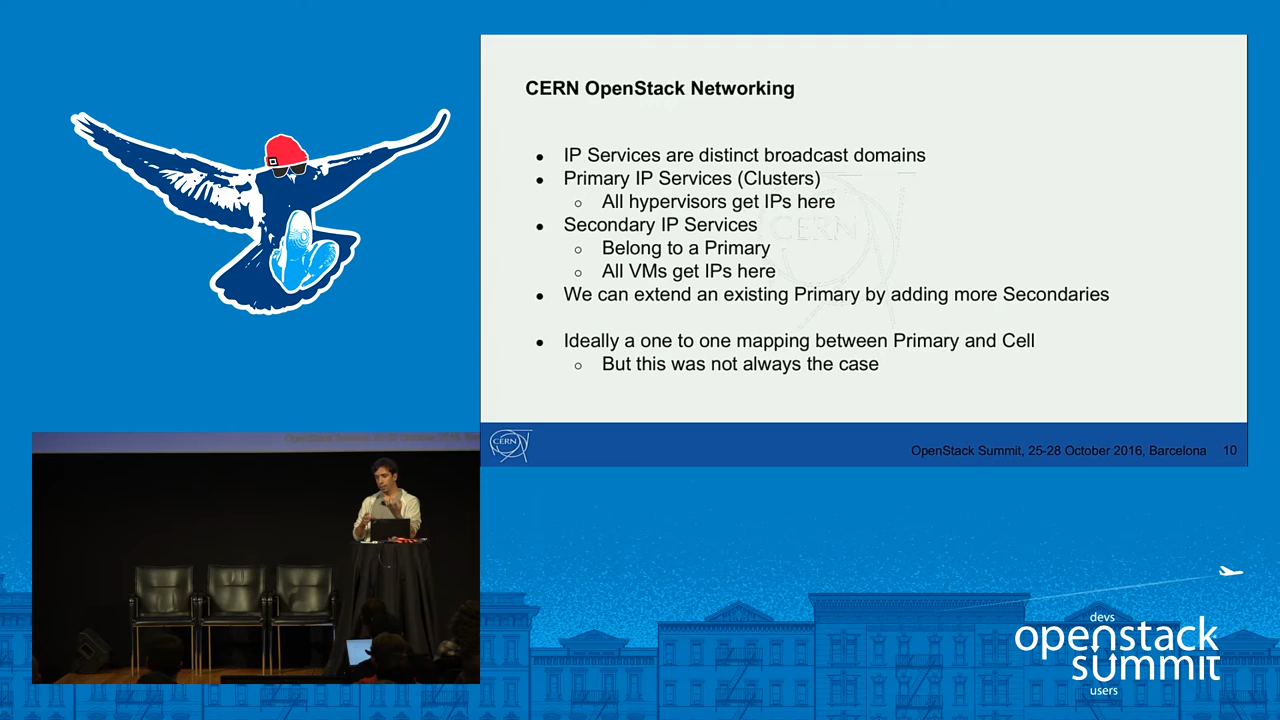 CERN OpenStack Networking
IP Services are distinct broadcast domains
Primary IP Services (Clusters)
All hypervisors get IPs here
Secondary IP Services
Belong to a Primary
All VMs get IPs here
We can extend an existing Primary by adding more Secondaries
Ideally a one to one mapping between Primary and Cell
But this was not always the case
CERN
CERN
OpenStack Summit, 25-28 October 2016, Barcelona 10
devs
openstack
summit
users